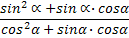 sin² ∝ +sin ∝· cosα
cos²α + sinα· cosα